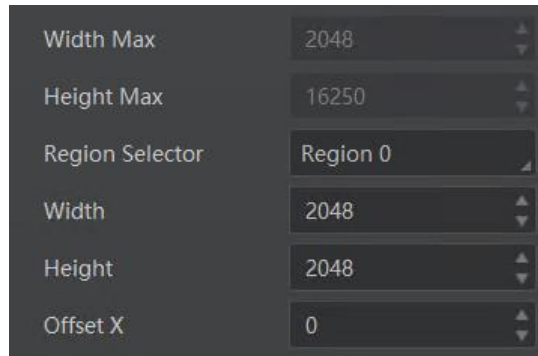 Width Max 2048
Height Max 16250
Region Selector Region 0
Width 2048
Height 2048
Offset X 0